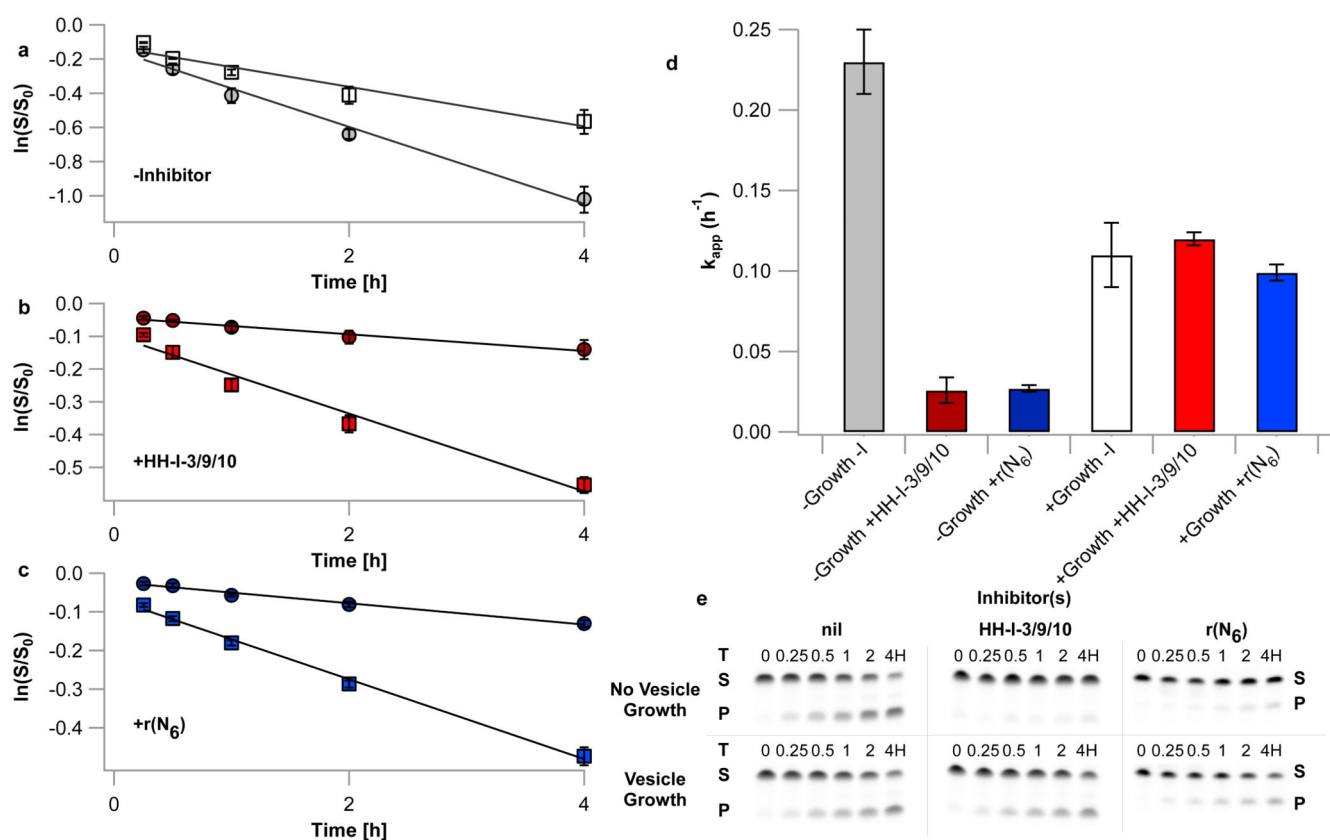 a
0.0
-0.2
-0.4
-0.6
-0.8
-1.0
ln(S/S0)
-Inhibitor
0
2
4
Time [h]
b
0.0
-0.1
-0.2
-0.3
-0.4
-0.5
ln(S/S0)
+HH-I-3/9/10
0
2
4
Time [h]
c
0.0
-0.1
-0.2
-0.3
-0.4
ln(S/S0)
+r(N6)
0
2
4
Time [h]
d
0.25
0.20
0.15
0.10
0.05
0.00
kapp (h-1)
-Growth -I
-Growth +HH-I-3/9/10
-Growth +r(N6)
+Growth -I
+Growth +HH-I-3/9/10
+Growth +r(N6)
e
Inhibitor(s)
nil HH-I-3/9/10 r(N6)
T 0 0.25 0.5 1 2 4H 0 0.25 0.5 1 2 4H 0 0.25 0.5 1 2 4H
S S
No Vesicle
Growth
P P
T 0 0.25 0.5 1 2 4H 0 0.25 0.5 1 2 4H 0 0.25 0.5 1 2 4H
S S
Vesicle
Growth
P P